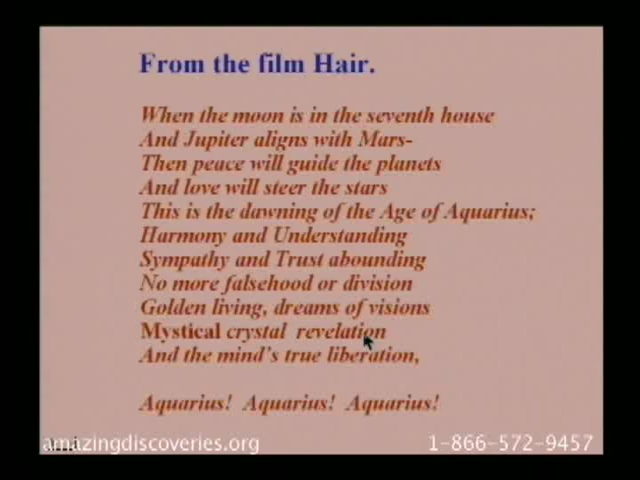 From the film Hair.
When the moon is in the seventh house
And Jupiter aligns with Mars-
Then peace will guide the planets
And love will steer the stars
This is the dawning of the Age of Aquarius;
Harmony and Understanding
Sympathy and Trust abounding
No more falsehood or division
Golden living, dreams of visions
Mystical crystal revelation
And the mind's true liberation,
Aquarius! Aquarius! Aquarius!
amazingdiscoveries.org 1-866-572-9457